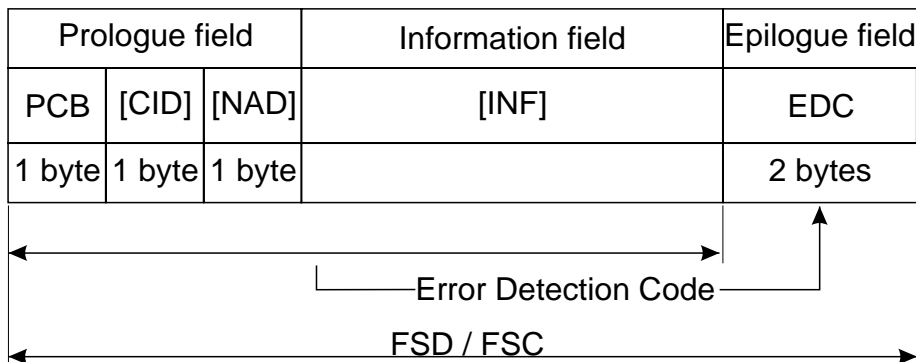 Prologue field Information field Epilogue field
PCB [CID] [NAD] [INF] EDC
1 byte 1 byte 1 byte 2 bytes
Error Detection Code
FSD / FSC